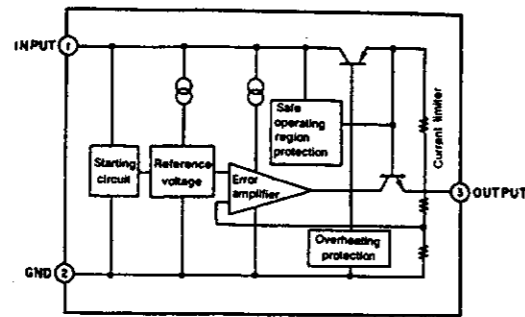 INPUT 1
Safe
operating
region
protection
Current limiter
Starting
circuit
Reference
voltage
Error
amplifier
3 OUTPUT
Overheating
protection
GND 2